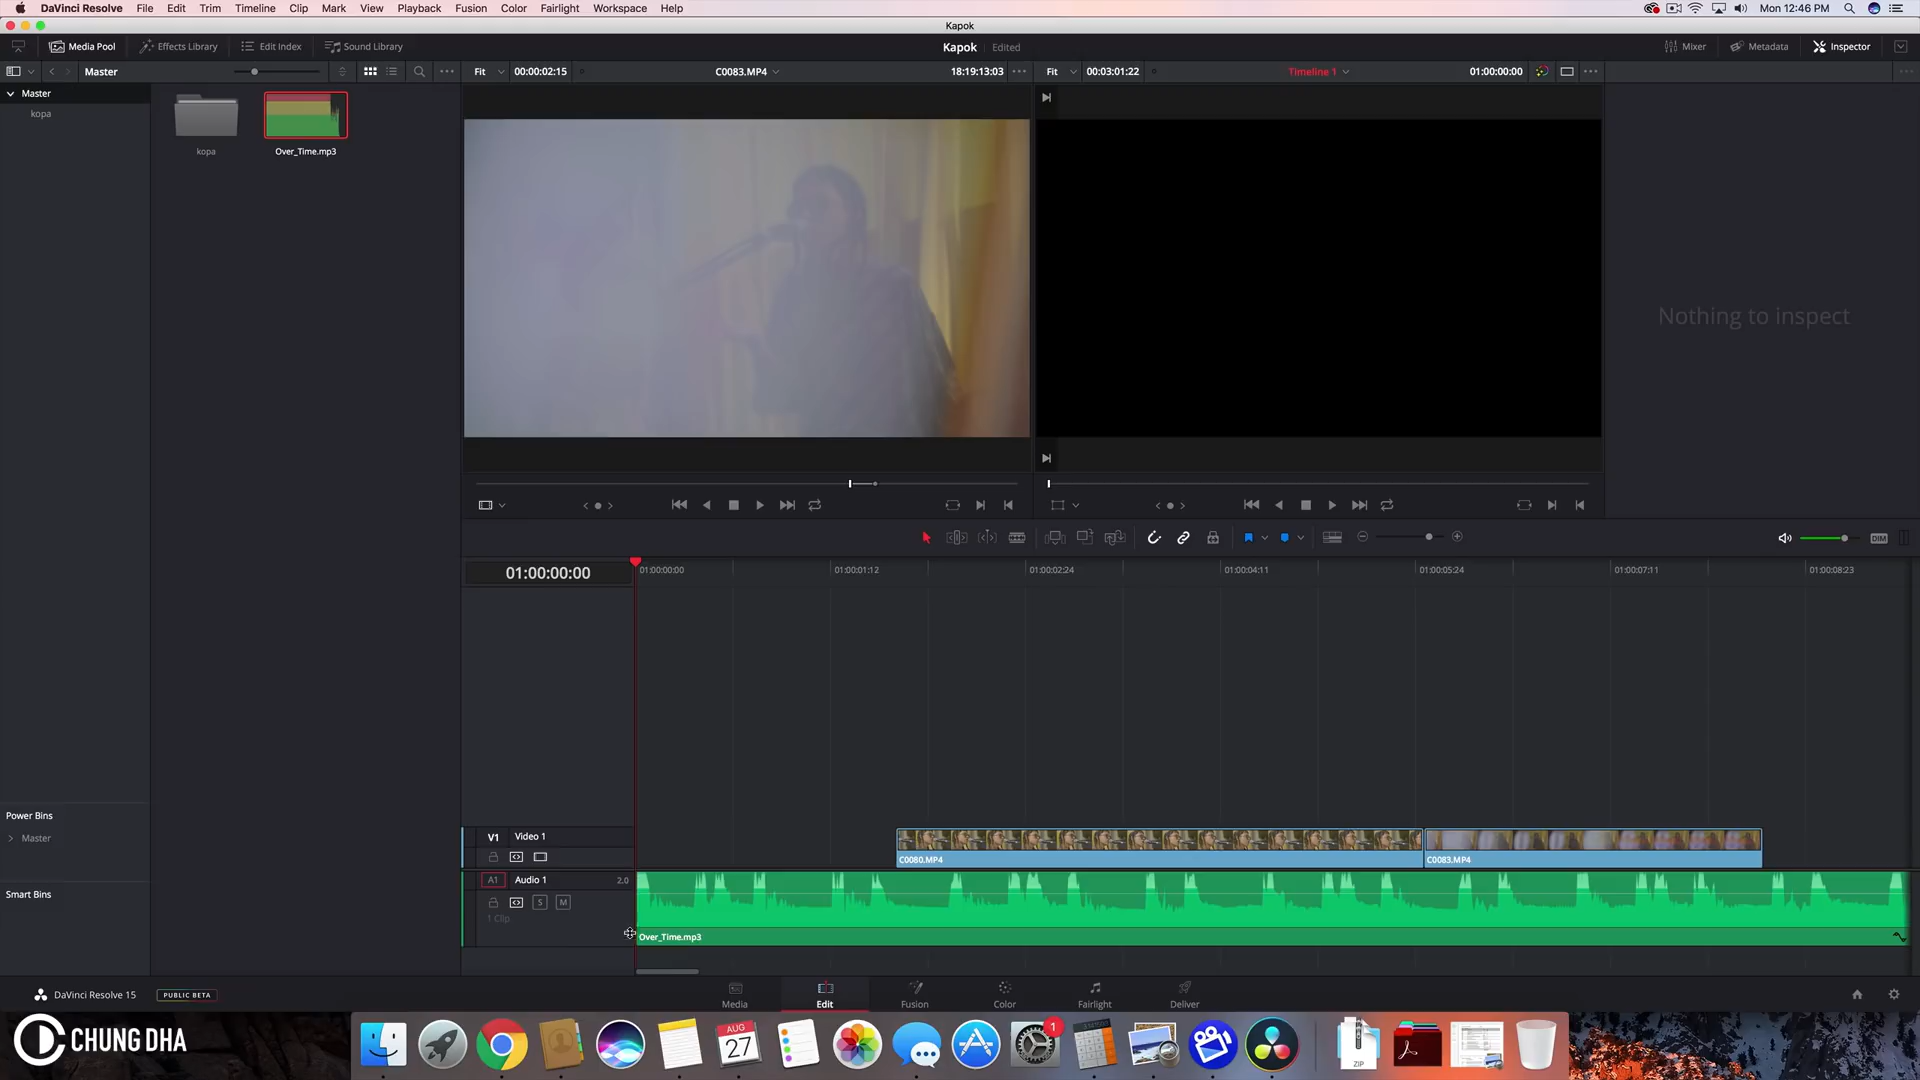 DaVinci Resolve File Edit Trim Timeline Clip Mark View Playback Fusion Color Fairlight Workspace Help Mon 12:46 PM
Kapok
Media Pool Effects Library Edit Index Sound Library Kapok Edited Mixer Metadata Inspector
Master Fit 00:00:02:15 C0083.MP4 18:19:13:03 Fit 00:03:01:22 Timeline 1 01:00:00:00
Master
kopa
kopa Over_Time.mp3
Nothing to inspect
DIM
01:00:00:00 01:00:00:00 01:00:01:12 01:00:02:24 01:00:04:11 01:00:05:24 01:00:07:11 01:00:08:23
Power Bins
Master
Smart Bins
V1 Video 1
C0080.MP4 C0083.MP4
A1 Audio 1 2.0
S M
1 Clip
Over_Time.mp3
DaVinci Resolve 15 PUBLIC BETA
Media Edit Fusion Color Fairlight Deliver
CHUNG DHA
AUG
27
1
ZIP